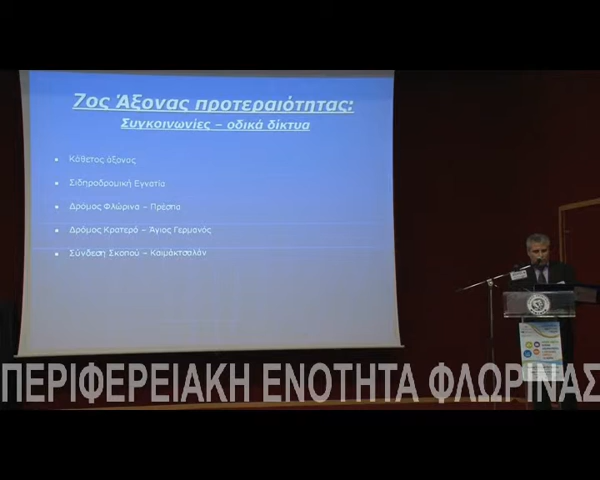 7ος Άξονας προτεραιότητας:
Συγκοινωνίες – οδικά δίκτυα
• Κάθετος άξονας
• Σιδηροδρομική Εγνατία
• Δρόμος Φλώρινα – Πρέσπα
• Δρόμος Κρατερό – Άγιος Γερμανός
• Σύνδεση Σκοπού – Καϊμακτσαλάν
ΠΕΡΙΦΕΡΕΙΑΚΗ ΕΝΟΤΗΤΑ ΦΛΩΡΙΝΑΣ